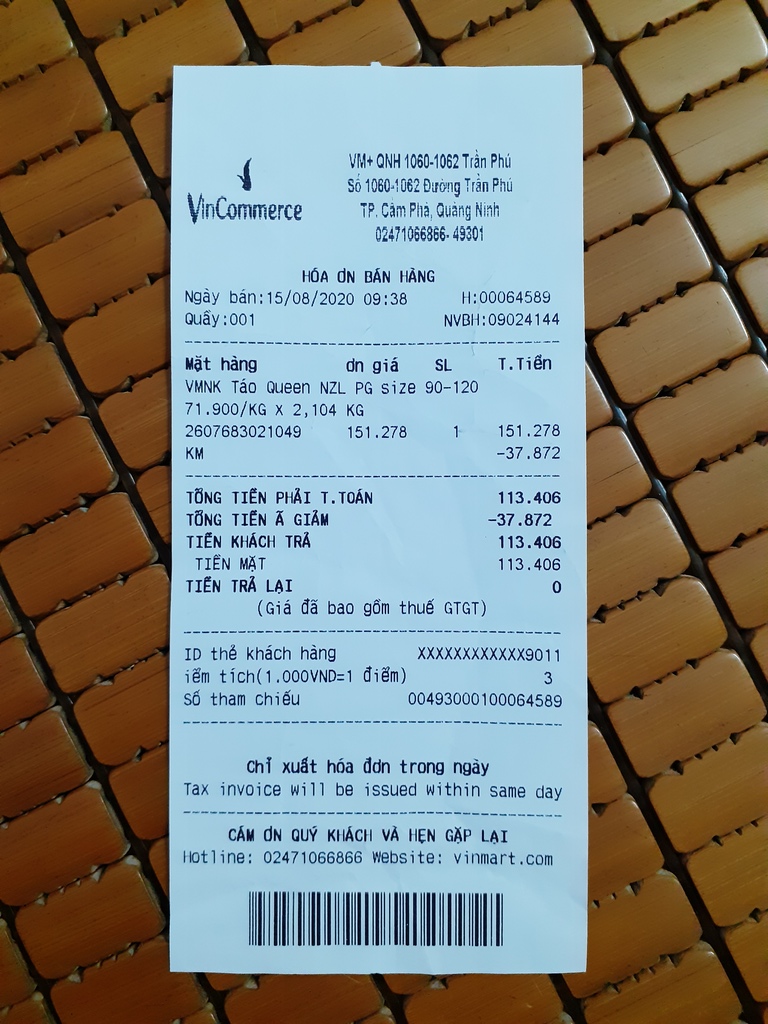 VinCommerce
VM+ QNH 1060-1062 Trần Phú
Số 1060-1062 Đường Trần Phú
TP. Cẩm Phả, Quảng Ninh
02471066866- 49301
HÓA ƠN BÁN HÀNG
Ngày bán:15/08/2020 09:38 H:00064589
Quầy:001 NVBH:09024144
Mặt hàng ơn giá SL T.Tiền
VMNK Táo Queen NZL PG size 90-120
71.900/KG X 2,104 KG
2607683021049 151.278 1 151.278
KM -37.872
TỔNG TIỀN PHẢI T.TOÁN 113.406
TỔNG TIỀN Ã GIẢM -37.872
TIỀN KHÁCH TRẢ 113.406
TIỀN MẶT 113.406
TIỀN TRẢ LẠI 0
(Giá đã bao gồm thuế GTGT)
ID thẻ khách hàng XXXXXXXXXXXX9011
iểm tích(1.000VND=1 điểm) 3
Số tham chiếu 00493000100064589
Chỉ xuất hóa đơn trong ngày
Tax invoice will be issued within same day
CÁM ƠN QUÝ KHÁCH VÀ HẸN GẶP LẠI
Hotline: 02471066866 Website: vinmart.com